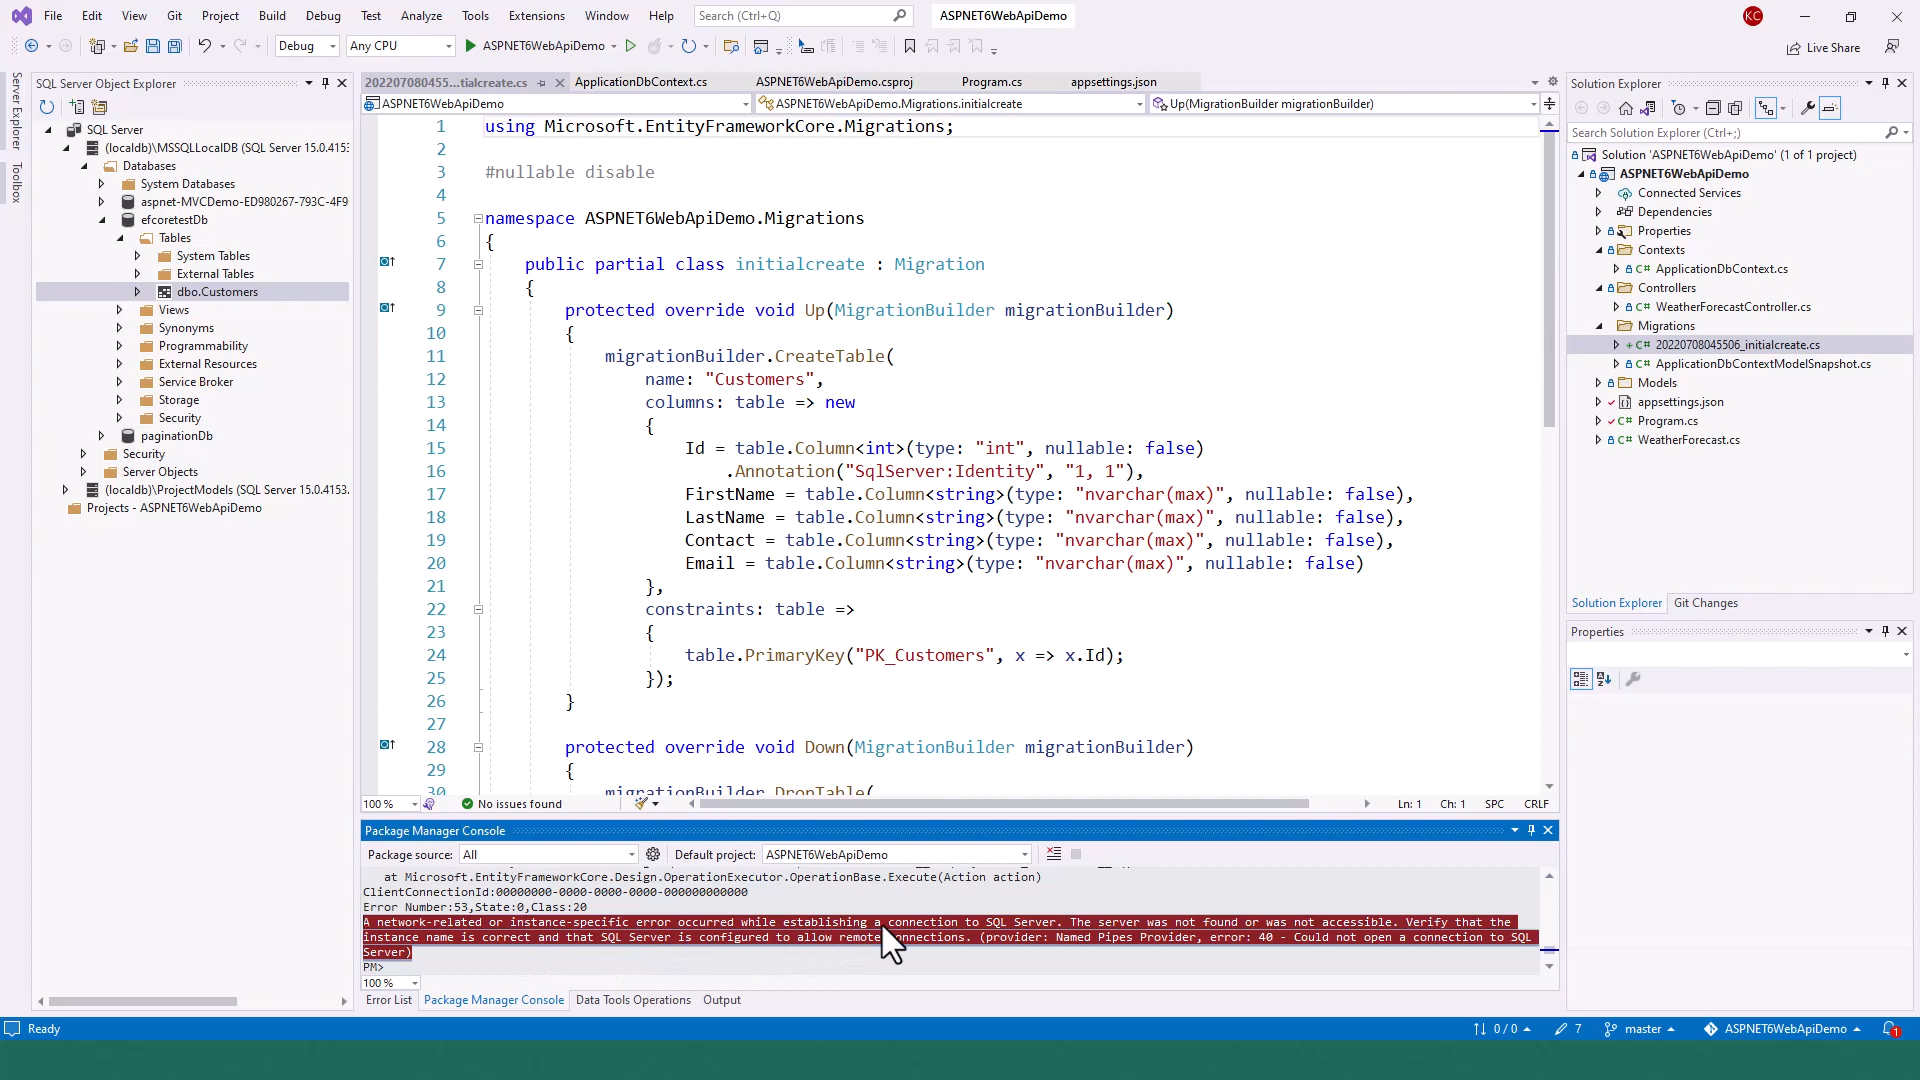 File Edit View Git Project Build Debug Test Analyze Tools Extensions Window Help Search (Ctrl+Q) ASPNET6WebApiDemo KC
Debug Any CPU ASPNET6WebApiDemo Live Share
Server Explorer
Toolbox
SQL Server Object Explorer
SQL Server
(localdb)\MSSQLLocalDB (SQL Server 15.0.4153
Databases
System Databases
aspnet-MVCDemo-ED980267-793C-4F9
efcoretestDb
Tables
System Tables
External Tables
dbo.Customers
Views
Synonyms
Programmability
External Resources
Service Broker
Storage
Security
paginationDb
Security
Server Objects
(localdb)\ProjectModels (SQL Server 15.0.4153.
Projects - ASPNET6WebApiDemo
202207080455...tialcreate.cs ApplicationDbContext.cs ASPNET6WebApiDemo.csproj Program.cs appsettings.json
ASPNET6WebApiDemo ASPNET6WebApiDemo.Migrations.initialcreate Up(MigrationBuilder migrationBuilder)
1 using Microsoft.EntityFrameworkCore.Migrations;
2
3 #nullable disable
4
5 namespace ASPNET6WebApiDemo.Migrations
6 {
7 public partial class initialcreate : Migration
8 {
9 protected override void Up(MigrationBuilder migrationBuilder)
10 {
11 migrationBuilder.CreateTable(
12 name: "Customers",
13 columns: table => new
14 {
15 Id = table.Column<int>(type: "int", nullable: false)
16 .Annotation("SqlServer:Identity", "1, 1"),
17 FirstName = table.Column<string>(type: "nvarchar(max)", nullable: false),
18 LastName = table.Column<string>(type: "nvarchar(max)", nullable: false),
19 Contact = table.Column<string>(type: "nvarchar(max)", nullable: false),
20 Email = table.Column<string>(type: "nvarchar(max)", nullable: false)
21 },
22 constraints: table =>
23 {
24 table.PrimaryKey("PK_Customers", x => x.Id);
25 });
26 }
27
28 protected override void Down(MigrationBuilder migrationBuilder)
29 {
30 migrationBuilder.DropTable(
100 % No issues found Ln: 1 Ch: 1 SPC CRLF
Package Manager Console
Package source: All Default project: ASPNET6WebApiDemo
at Microsoft.EntityFrameworkCore.Design.OperationExecutor.OperationBase.Execute(Action action)
ClientConnectionId:00000000-0000-0000-0000-000000000000
Error Number:53,State:0,Class:20
A network-related or instance-specific error occurred while establishing a connection to SQL Server. The server was not found or was not accessible. Verify that the
instance name is correct and that SQL Server is configured to allow remote connections. (provider: Named Pipes Provider, error: 40 - Could not open a connection to SQL
Server)
PM>
100 %
Error List Package Manager Console Data Tools Operations Output
Solution Explorer
Search Solution Explorer (Ctrl+;)
Solution 'ASPNET6WebApiDemo' (1 of 1 project)
ASPNET6WebApiDemo
Connected Services
Dependencies
Properties
Contexts
C# ApplicationDbContext.cs
Controllers
C# WeatherForecastController.cs
Migrations
C# 20220708045506_initialcreate.cs
C# ApplicationDbContextModelSnapshot.cs
Models
appsettings.json
C# Program.cs
C# WeatherForecast.cs
Solution Explorer Git Changes
Properties
Ready 0 / 0 7 master ASPNET6WebApiDemo 1